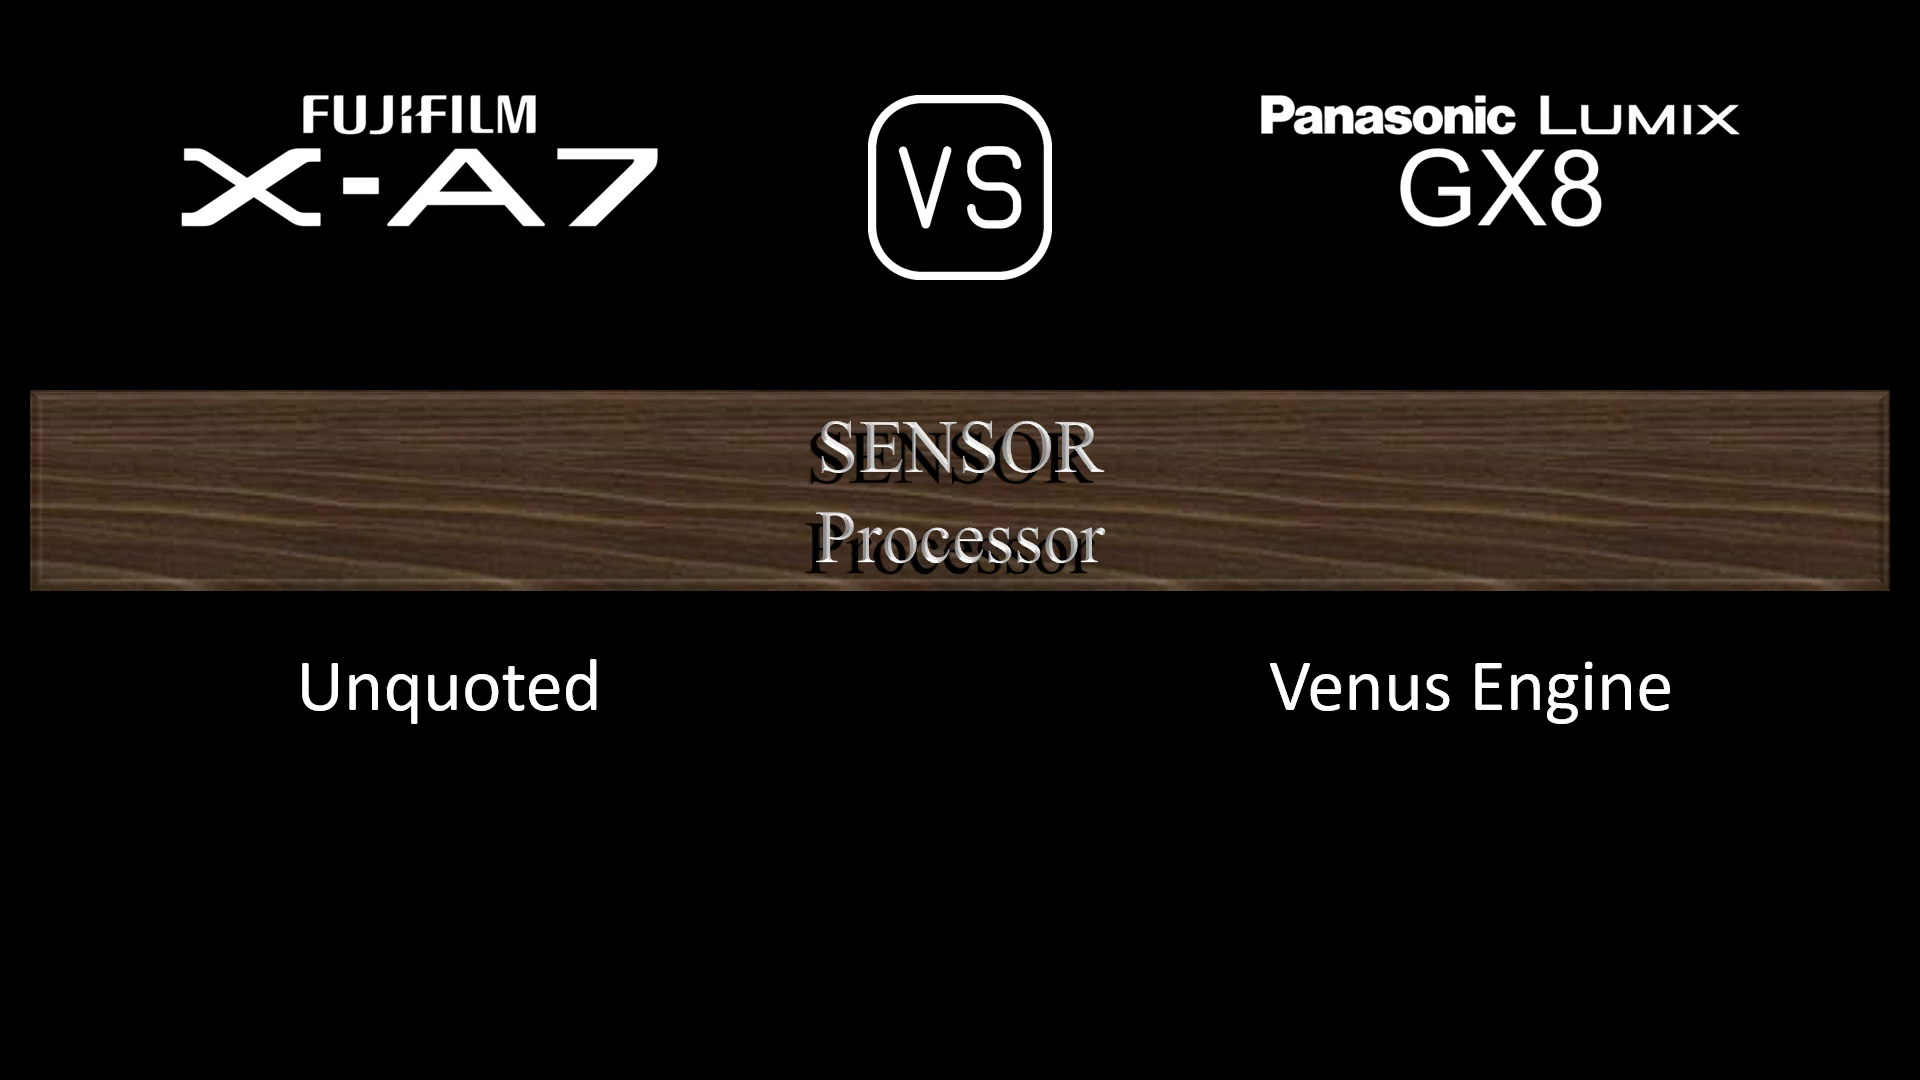 FUJIFILM
X-A7
VS
Panasonic LUMIX
GX8
SENSOR
Processor
Unquoted
Venus Engine